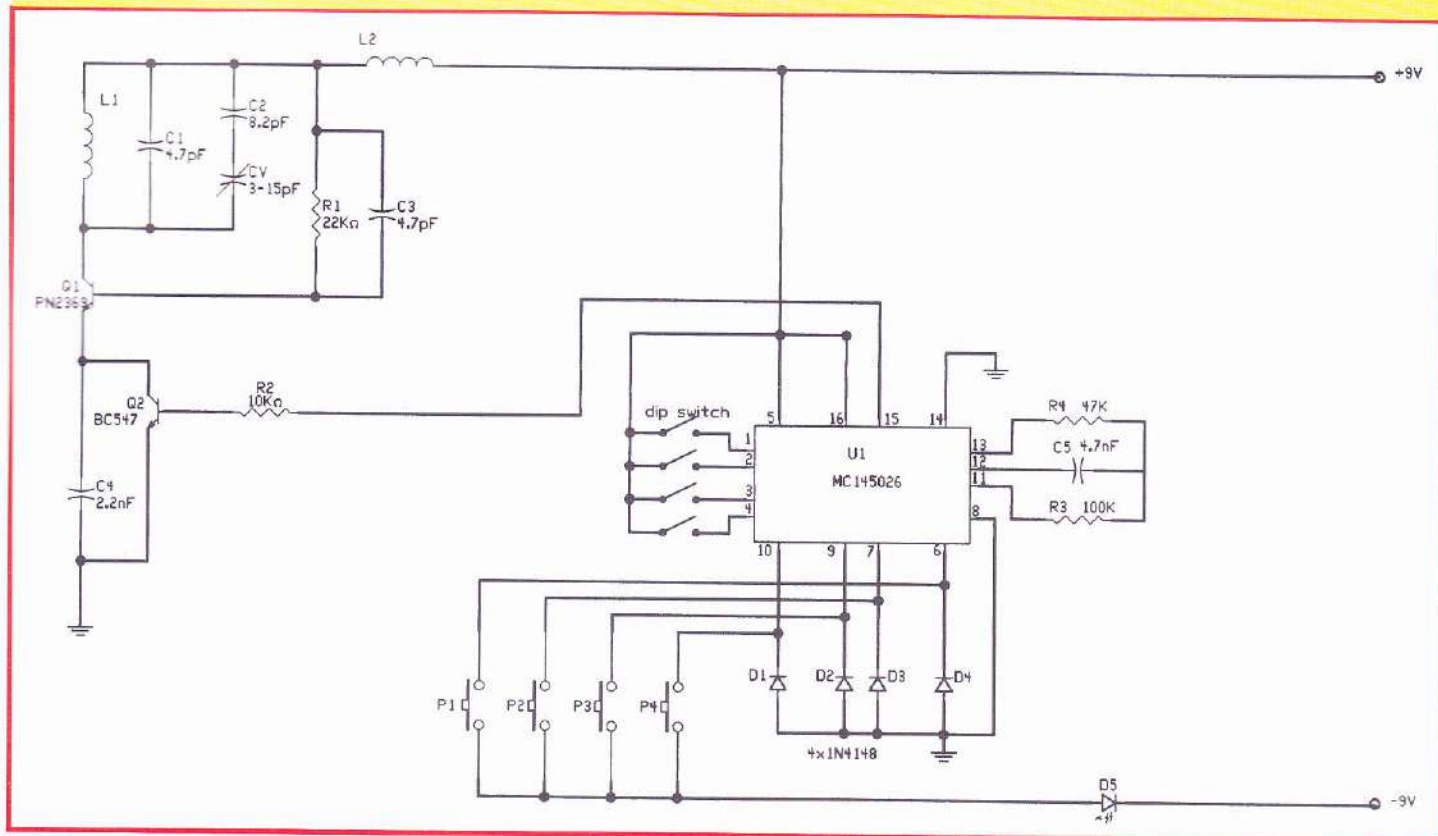 L2
+9V
L1
C1
4.7pF
C2
8.2pF
CV
3-15pF
R1
22KΩ
C3
4.7pF
Q1
PN2369
Q2
BC547
R2
10KΩ
C4
2.2nF
dip switch
5
16
15
14
1
2
3
4
U1
MC145026
13
12
11
8
R4 47K
C5 4.7nF
R3 100K
10
9
7
6
P1
P2
P3
P4
D1
D2
D3
D4
4x1N4148
D5
-9V